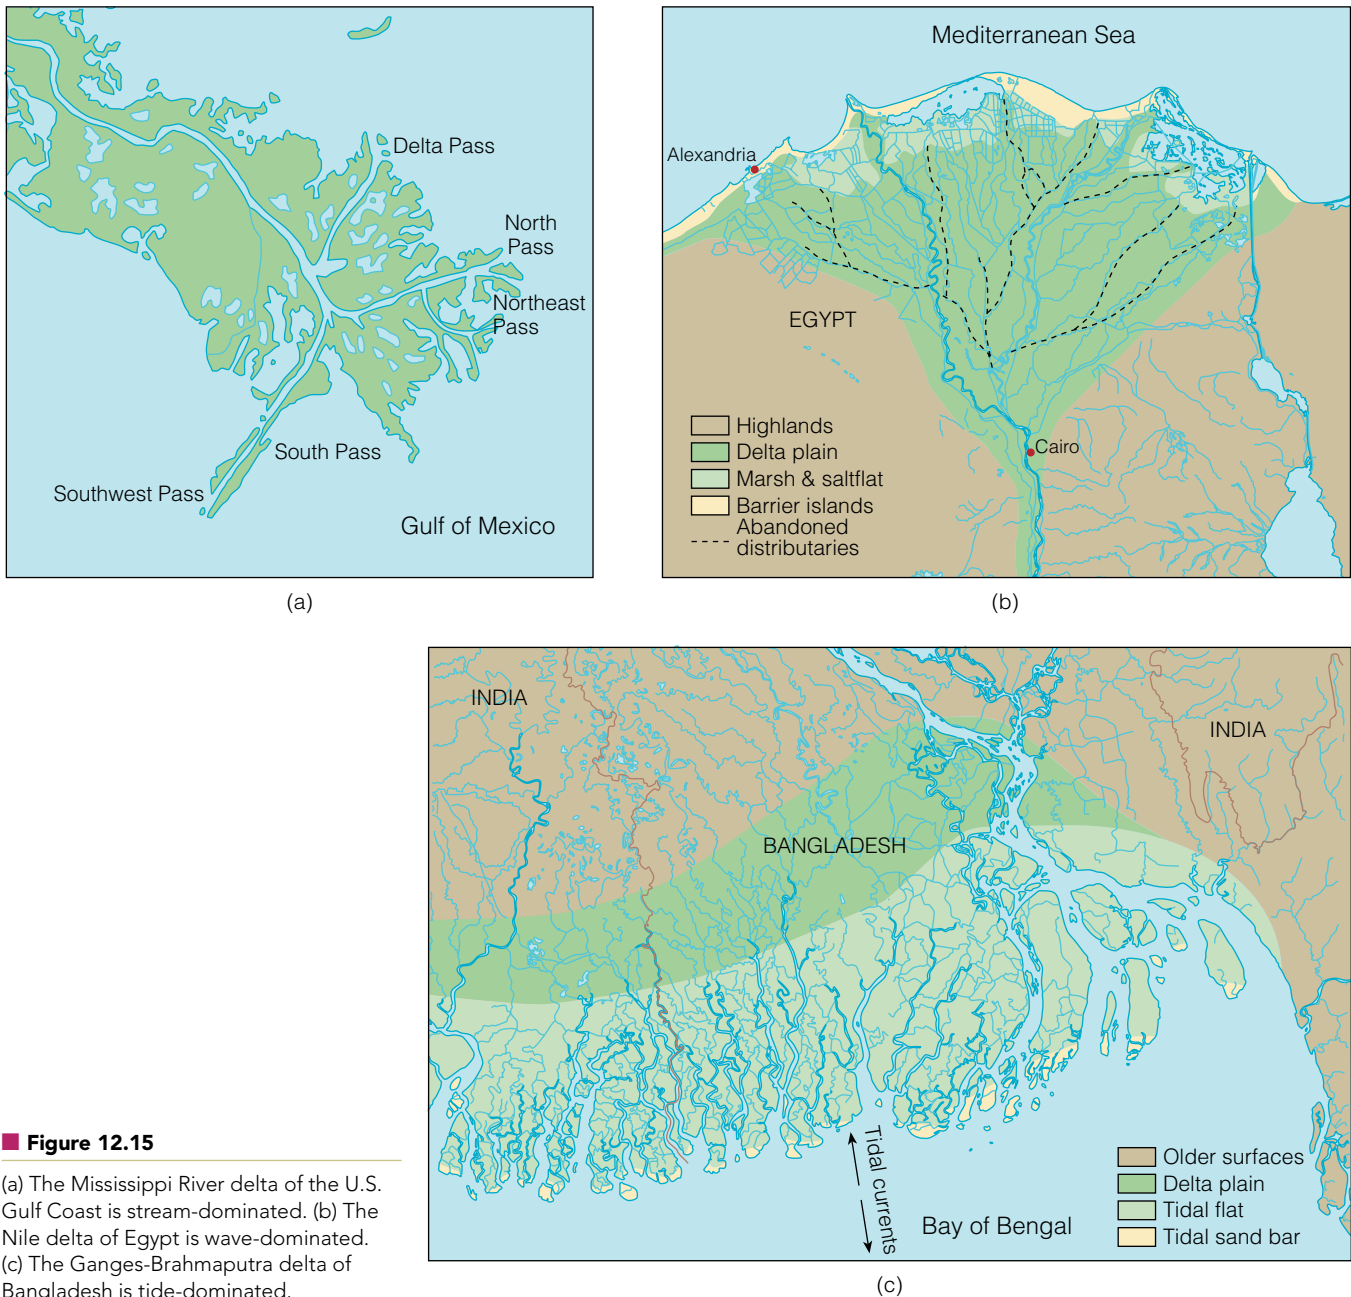 Delta Pass
North
Pass
Northeast
Pass
South Pass
Southwest Pass
Gulf of Mexico
(a)
Mediterranean Sea
Alexandria
EGYPT
Cairo
Highlands
Delta plain
Marsh & saltflat
Barrier islands
Abandoned
distributaries
(b)
INDIA
INDIA
BANGLADESH
Tidal currents
Bay of Bengal
Older surfaces
Delta plain
Tidal flat
Tidal sand bar
(c)
Figure 12.15
(a) The Mississippi River delta of the U.S.
Gulf Coast is stream-dominated. (b) The
Nile delta of Egypt is wave-dominated.
(c) The Ganges-Brahmaputra delta of
Bangladesh is tide-dominated.